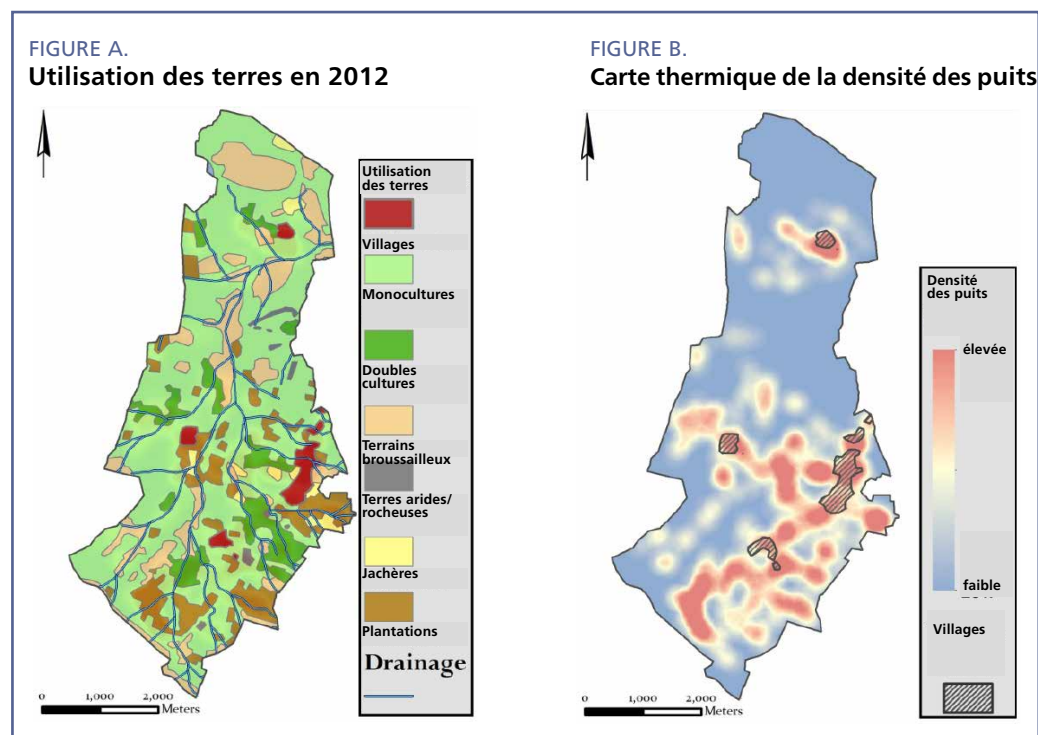 FIGURE A.
Utilisation des terres en 2012
Utilisation
des terres
Villages
Monocultures
Doubles
cultures
Terrains
broussailleux
Terres arides/
rocheuses
Jachères
Plantations
Drainage
0 1,000 2,000
Meters
FIGURE B.
Carte thermique de la densité des puits
Densité
des puits
élevée
faible
Villages
0 1,000 2,000
Meters